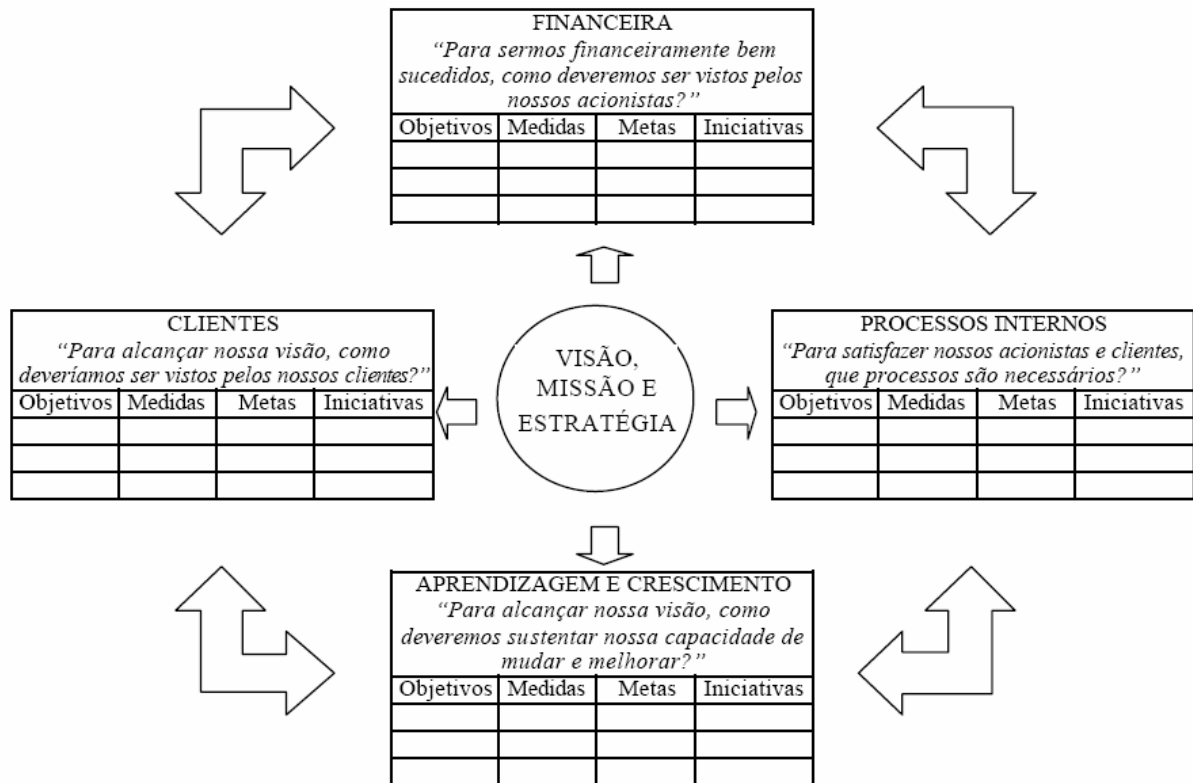 FINANCEIRA
“Para sermos financeiramente bem
sucedidos, como deveremos ser vistos pelos
nossos acionistas?”
Objetivos Medidas Metas Iniciativas
CLIENTES
“Para alcançar nossa visão, como
deveríamos ser vistos pelos nossos clientes?”
Objetivos Medidas Metas Iniciativas
VISÃO,
MISSÃO E
ESTRATÉGIA
PROCESSOS INTERNOS
“Para satisfazer nossos acionistas e clientes,
que processos são necessários?”
Objetivos Medidas Metas Iniciativas
APRENDIZAGEM E CRESCIMENTO
“Para alcançar nossa visão, como
deveremos sustentar nossa capacidade de
mudar e melhorar?”
Objetivos Medidas Metas Iniciativas